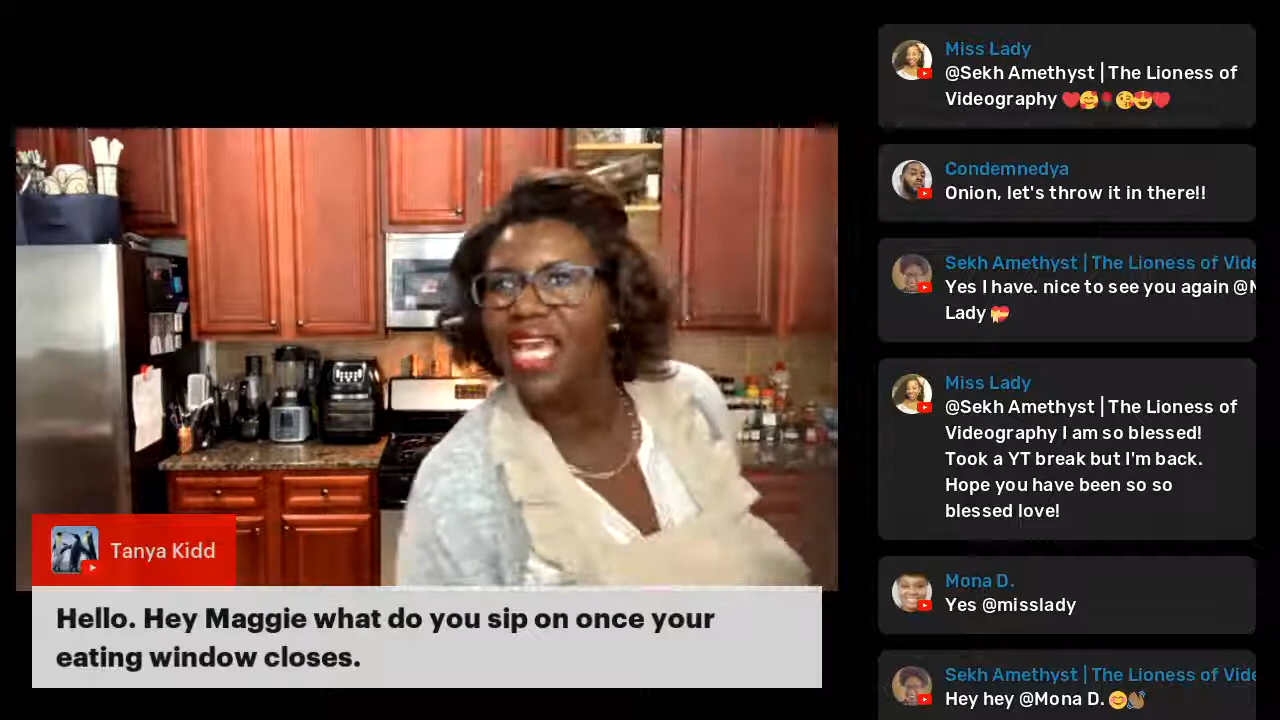 Tanya Kidd
Hello. Hey Maggie what do you sip on once your
eating window closes.
Miss Lady
@Sekh Amethyst | The Lioness of
Videography ❤️🥰🌹😘😍❤️
Condemnedya
Onion, let's throw it in there!!
Sekh Amethyst | The Lioness of Vide
Yes I have. nice to see you again @M
Lady 💝
Miss Lady
@Sekh Amethyst | The Lioness of
Videography I am so blessed!
Took a YT break but I'm back.
Hope you have been so so
blessed love!
Mona D.
Yes @misslady
Sekh Amethyst | The Lioness of Vide
Hey hey @Mona D. 😊👋🏾